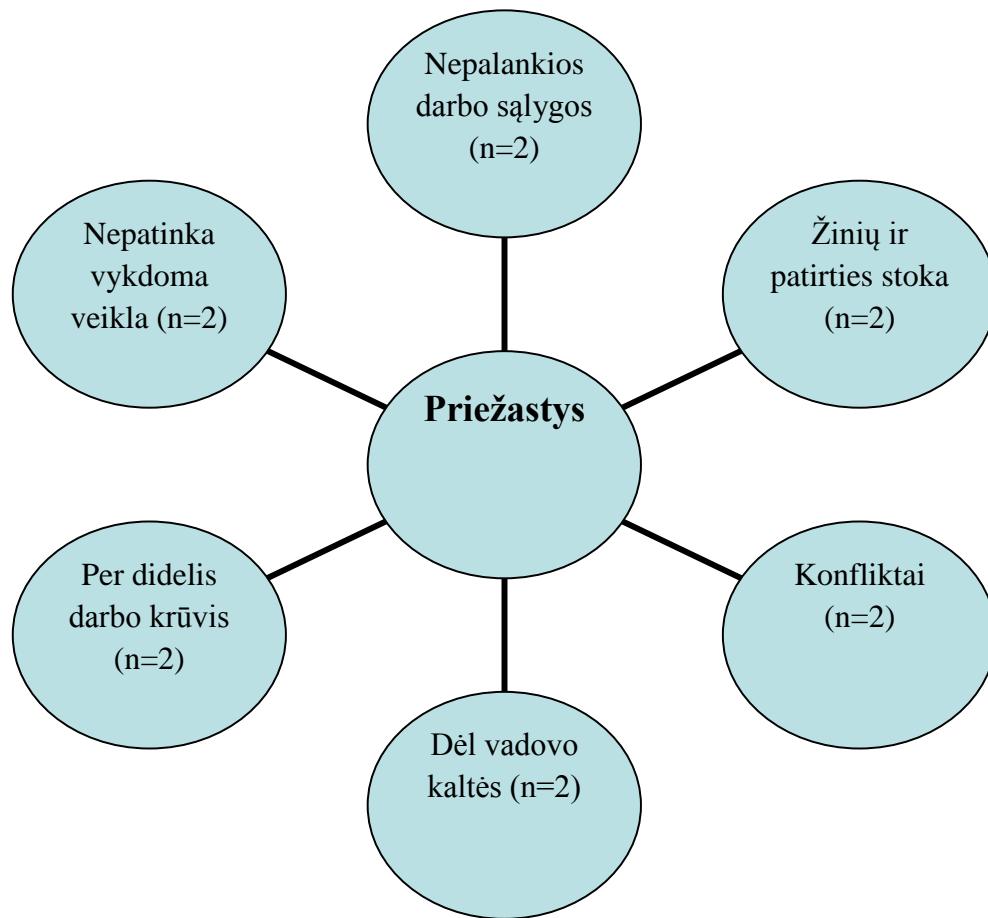 Nepalankios
darbo sąlygos
(n=2)
Nepatinka
vykdoma
veikla (n=2)
Žinių ir
patirties stoka
(n=2)
Priežastys
Per didelis
darbo krūvis
(n=2)
Konfliktai
(n=2)
Dėl vadovo
kaltės (n=2)